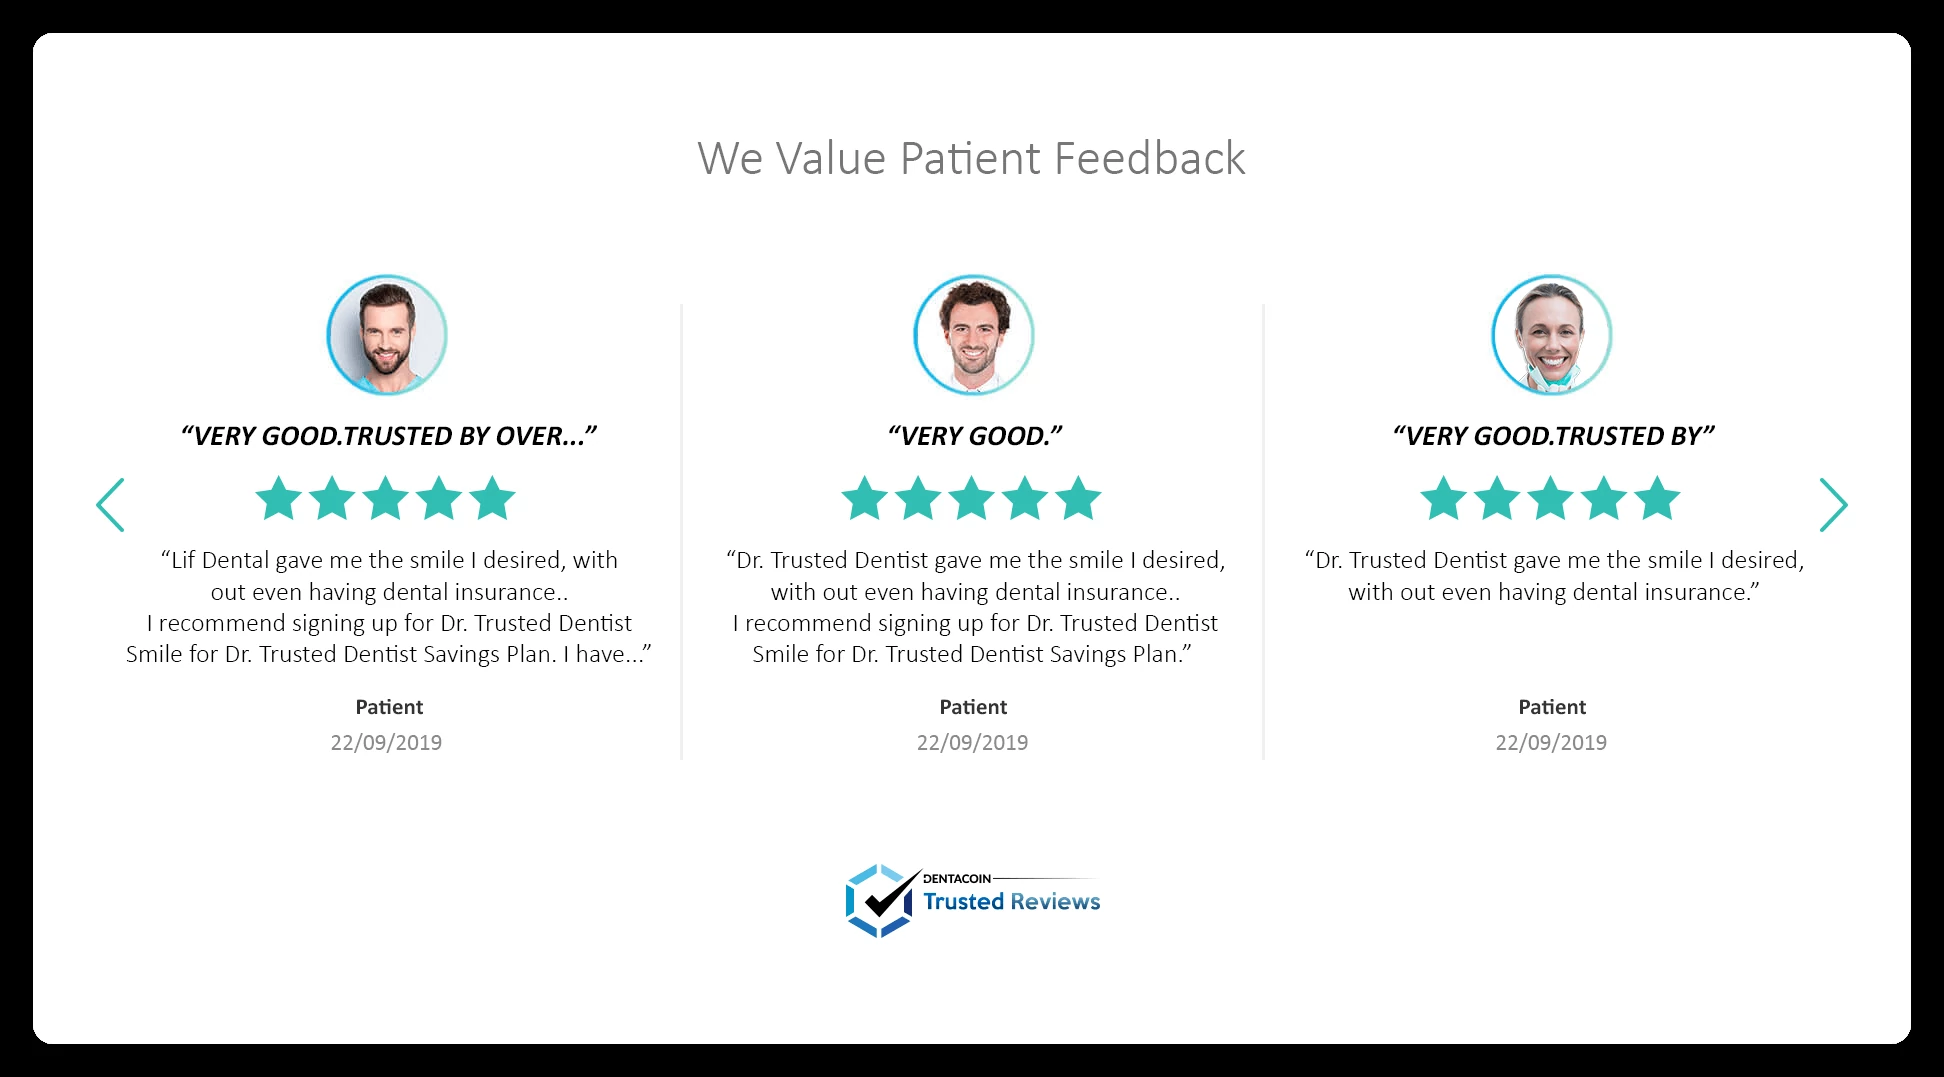 We Value Patient Feedback
“VERY GOOD.TRUSTED BY OVER...”
“Lif Dental gave me the smile I desired, with
out even having dental insurance..
I recommend signing up for Dr. Trusted Dentist
Smile for Dr. Trusted Dentist Savings Plan. I have...”
Patient
22/09/2019
“VERY GOOD.”
“Dr. Trusted Dentist gave me the smile I desired,
with out even having dental insurance..
I recommend signing up for Dr. Trusted Dentist
Smile for Dr. Trusted Dentist Savings Plan.”
Patient
22/09/2019
“VERY GOOD.TRUSTED BY”
“Dr. Trusted Dentist gave me the smile I desired,
with out even having dental insurance.”
Patient
22/09/2019
DENTACOIN
Trusted Reviews